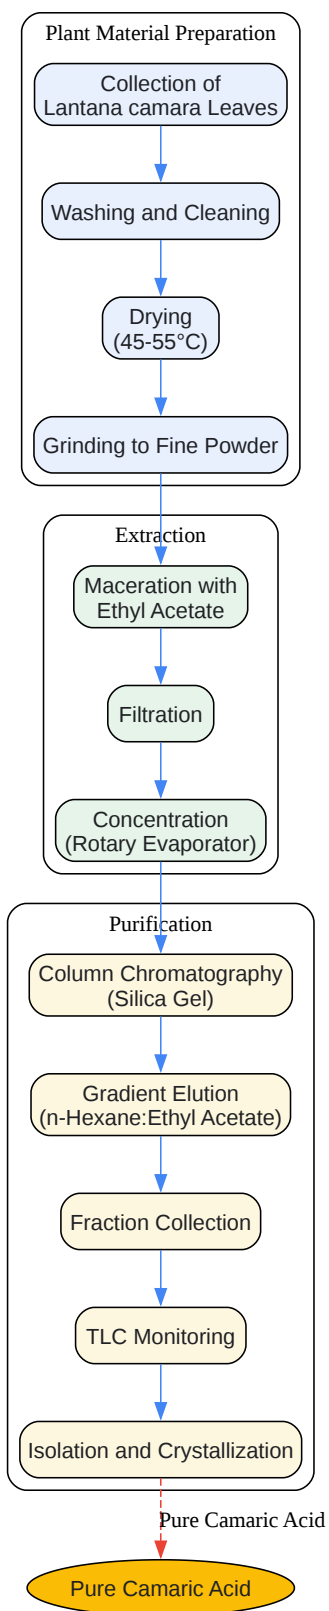 Plant Material Preparation
Collection of
Lantana camara Leaves
Washing and Cleaning
Drying
(45-55°C)
Grinding to Fine Powder
Extraction
Maceration with
Ethyl Acetate
Filtration
Concentration
(Rotary Evaporator)
Purification
Column Chromatography
(Silica Gel)
Gradient Elution
(n-Hexane:Ethyl Acetate)
Fraction Collection
TLC Monitoring
Isolation and Crystallization
Pure Camaric Acid
Pure Camaric Acid